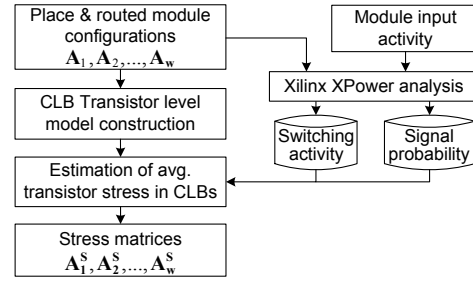 Place & routed module
configurations
A₁, A₂,..., A𝐰
Module input
activity
Xilinx XPower analysis
CLB Transistor level
model construction
Switching
activity
Signal
probability
Estimation of avg.
transistor stress in CLBs
Stress matrices
A₁ˢ, A₂ˢ,..., A𝐰ˢ